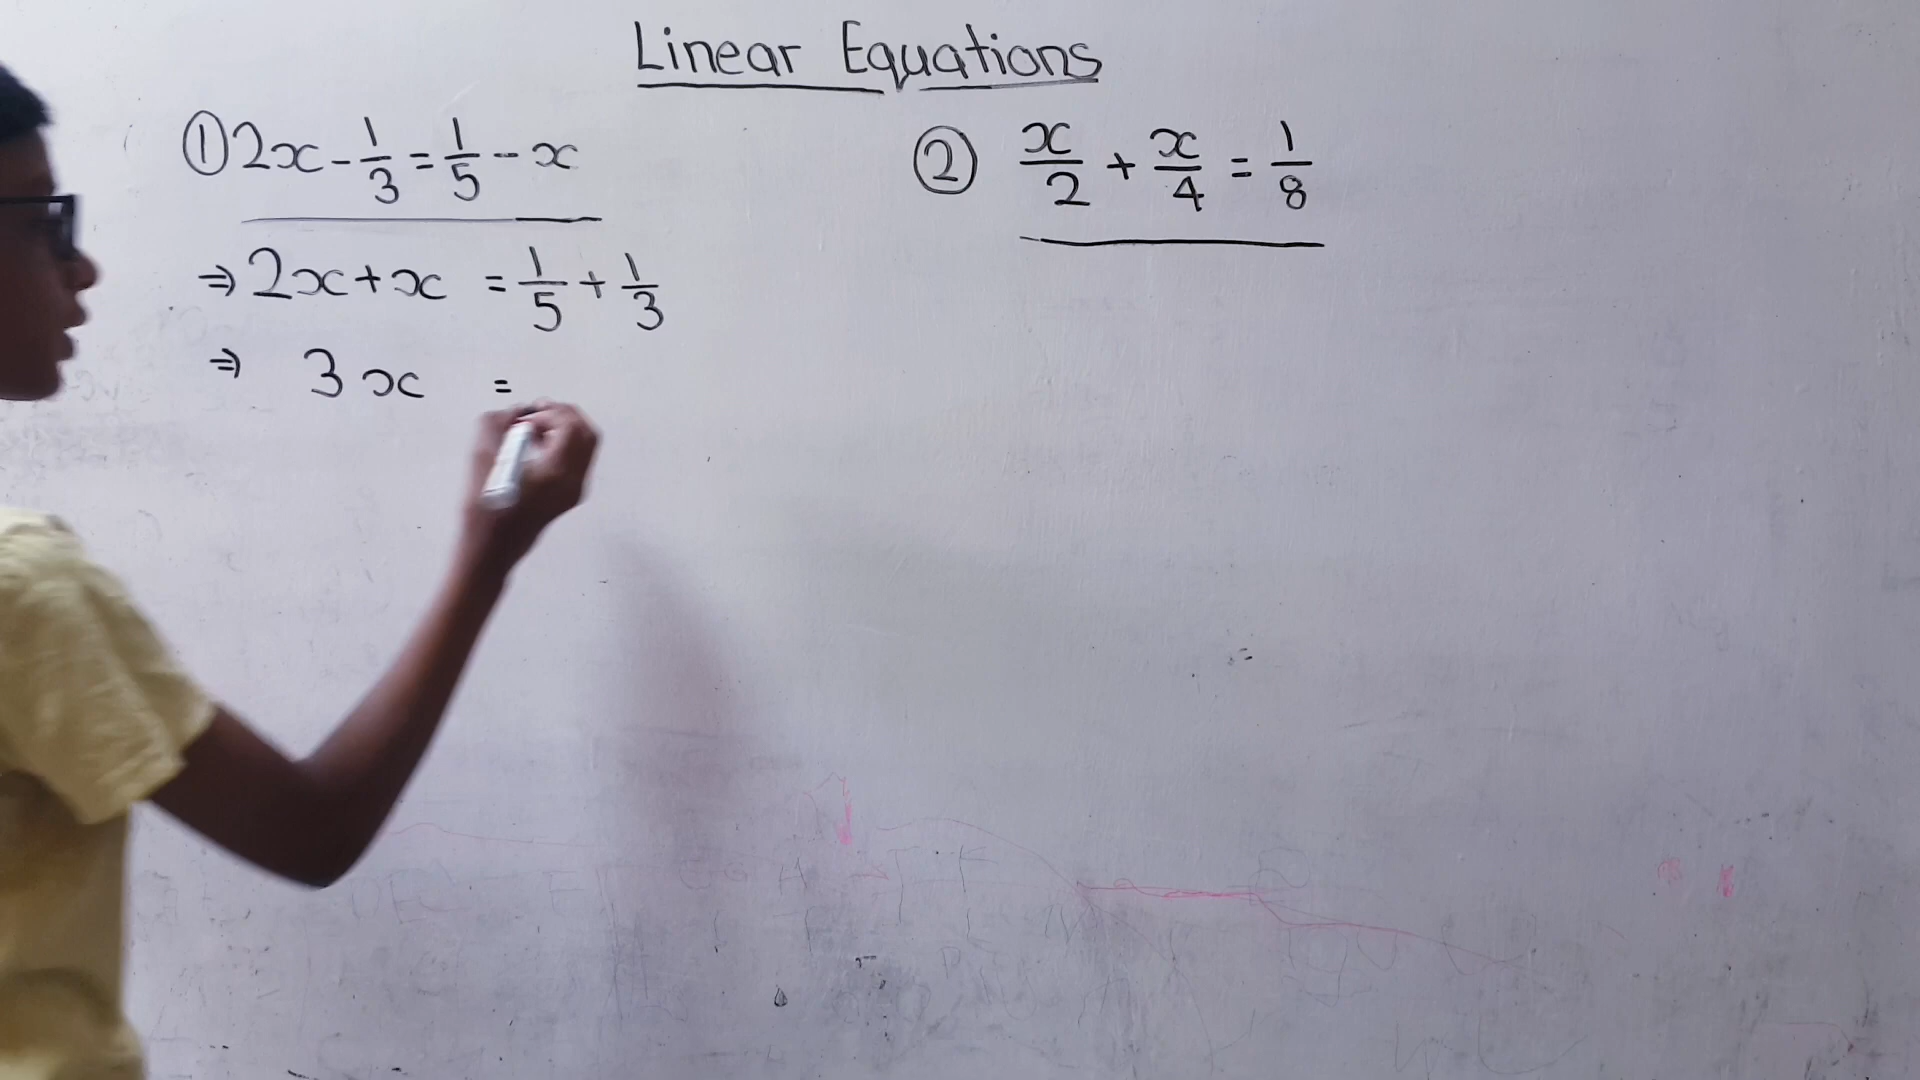 Linear Equations
① 2x - 1/3 = 1/5 - x
⇒ 2x + x = 1/5 + 1/3
⇒ 3x =
② x/2 + x/4 = 1/8